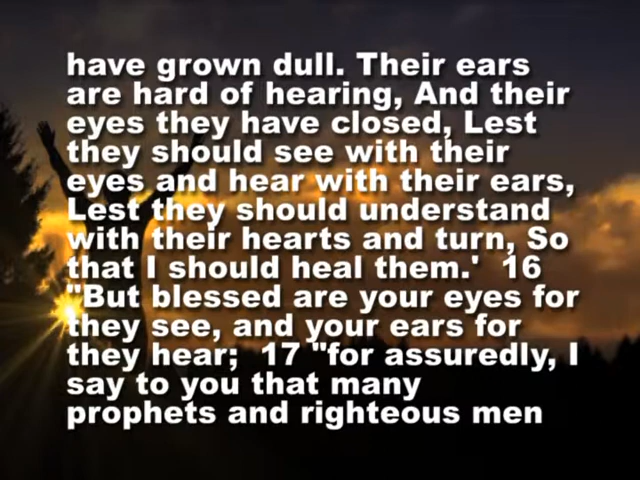 have grown dull. Their ears
are hard of hearing, And their
eyes they have closed, Lest
they should see with their
eyes and hear with their ears,
Lest they should understand
with their hearts and turn, So
that I should heal them.'  16
"But blessed are your eyes for
they see, and your ears for
they hear;  17 "for assuredly, I
say to you that many
prophets and righteous men